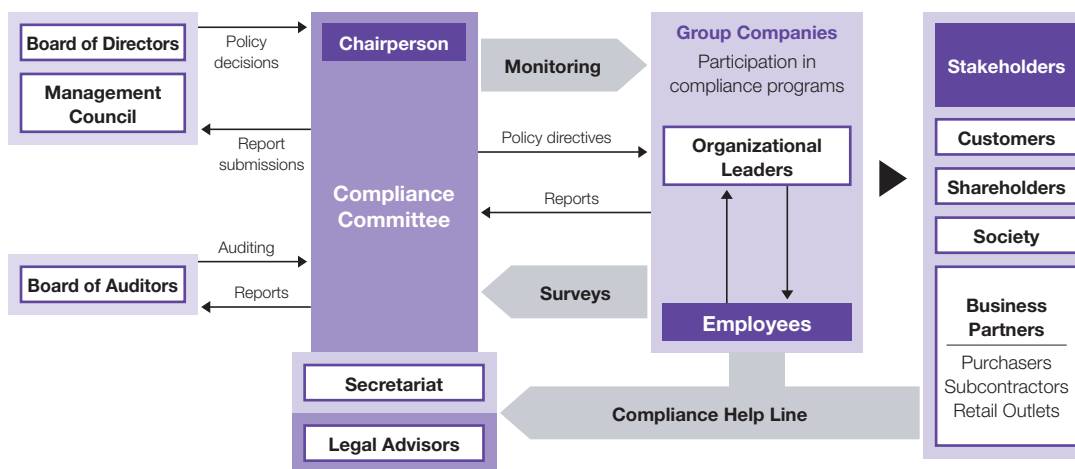 Board of Directors
Management
Council
Policy
decisions
Report
submissions
Board of Auditors
Auditing
Reports
Chairperson
Compliance
Committee
Secretariat
Legal Advisors
Monitoring
Policy directives
Reports
Surveys
Compliance Help Line
Group Companies
Participation in
compliance programs
Organizational
Leaders
Employees
Stakeholders
Customers
Shareholders
Society
Business
Partners
Purchasers
Subcontractors
Retail Outlets